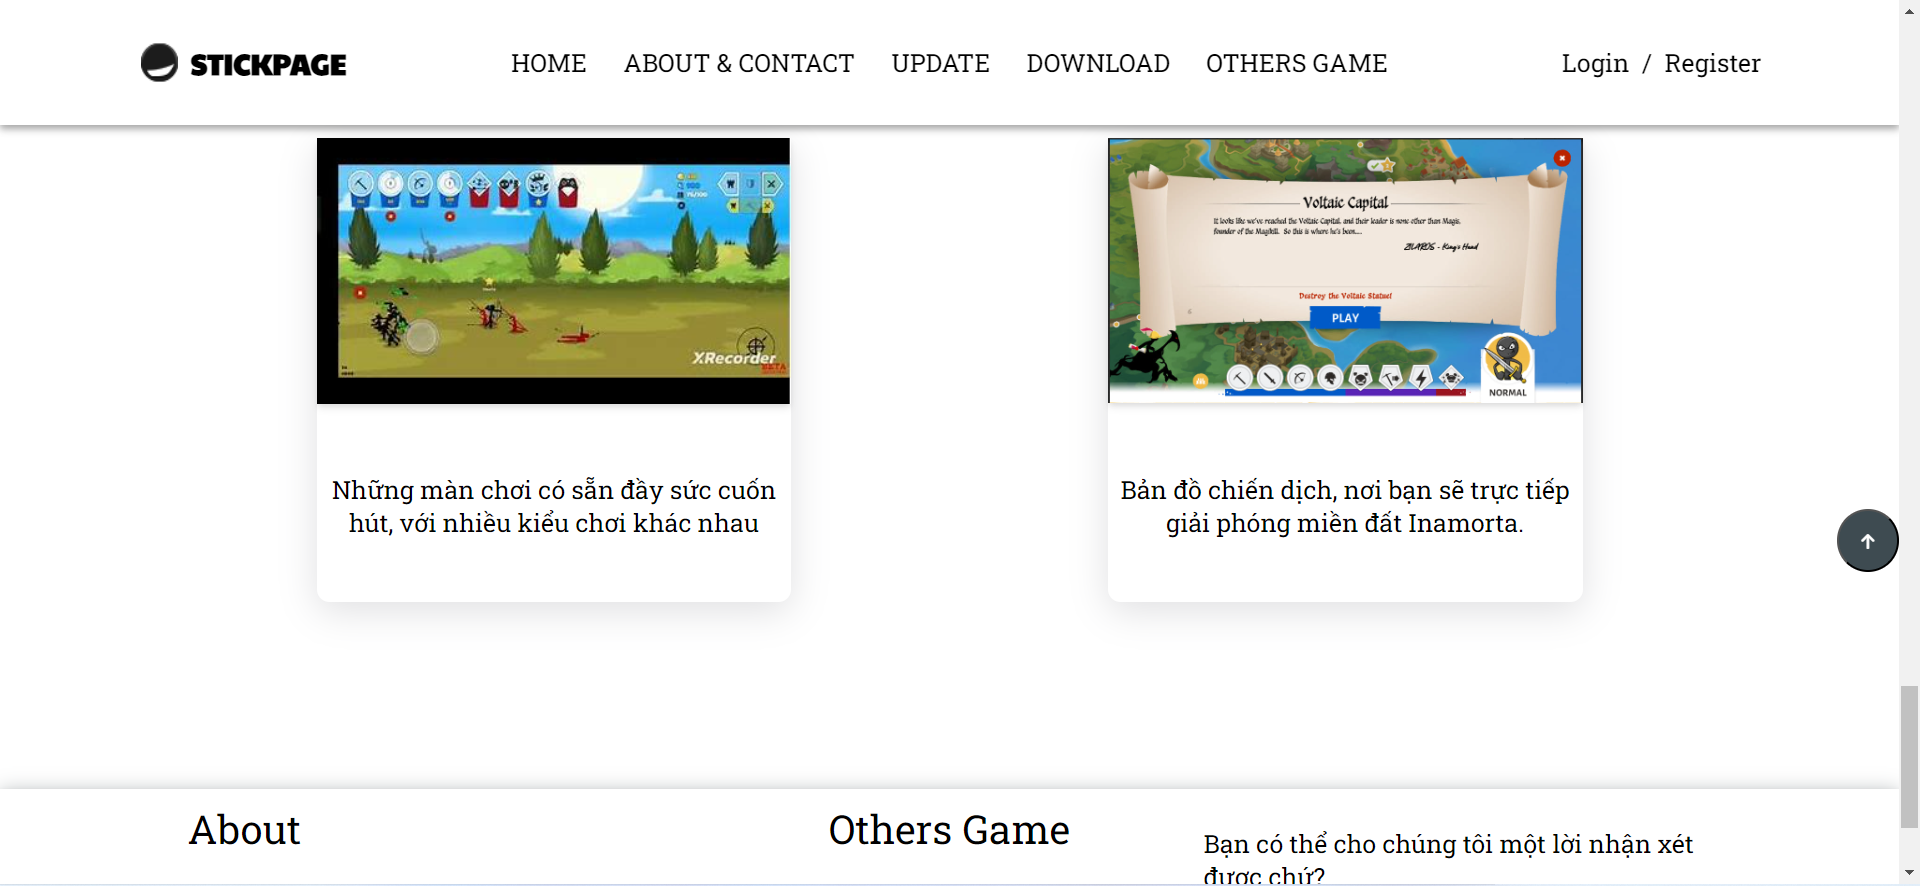 STICKPAGE
HOME
ABOUT & CONTACT
UPDATE
DOWNLOAD
OTHERS GAME
Login / Register
XRecorder
BETA
Voltaic Capital
It looks like we've reached the Voltaic Capital, and their leader is none other than Magis,
founder of the Magikill. So this is where he's been....
ZILAROS - King's Hand
Destroy the Voltaic Statue!
PLAY
NORMAL
Những màn chơi có sẵn đầy sức cuốn
hút, với nhiều kiểu chơi khác nhau
Bản đồ chiến dịch, nơi bạn sẽ trực tiếp
giải phóng miền đất Inamorta.
About
Others Game
Bạn có thể cho chúng tôi một lời nhận xét
được chứ?